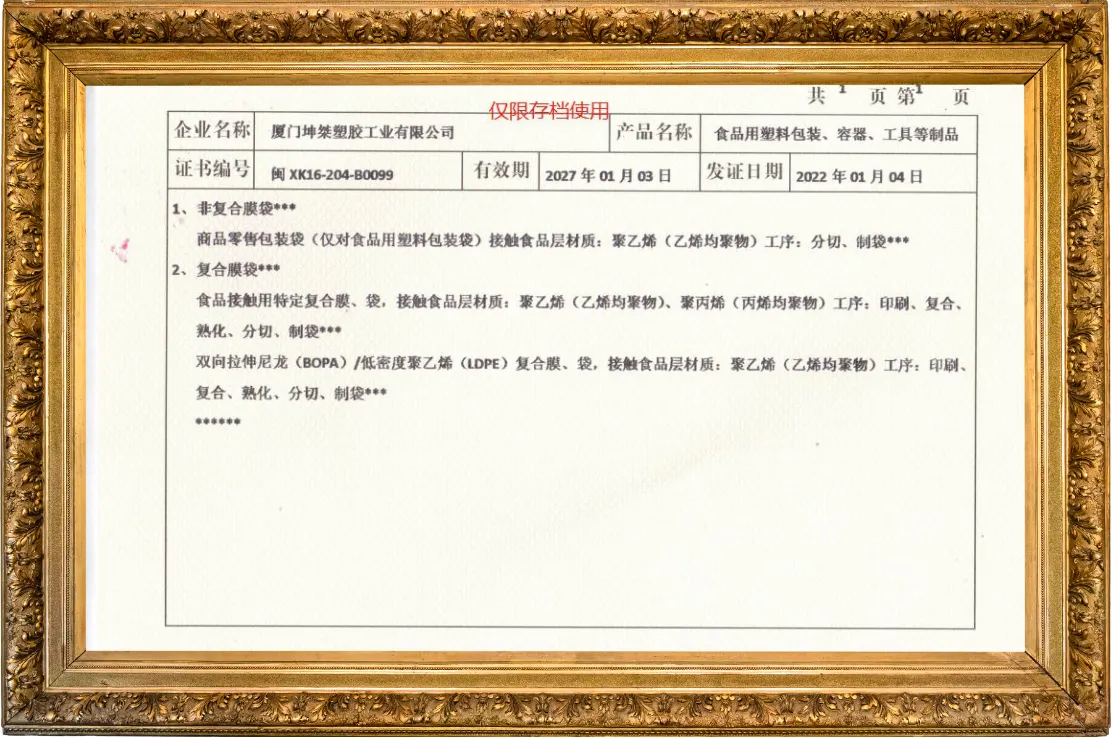 共 1 页 第 1 页
仅限存档使用
企业名称 厦门坤桀塑胶工业有限公司 产品名称 食品用塑料包装、容器、工具等制品
证书编号 闽 XK16-204-B0099 有效期 2027 年 01 月 03 日 发证日期 2022 年 01 月 04 日
1、非复合膜袋***
商品零售包装袋（仅对食品用塑料包装袋）接触食品层材质：聚乙烯（乙烯均聚物）工序：分切、制袋***
2、复合膜袋***
食品接触用特定复合膜、袋，接触食品层材质：聚乙烯（乙烯均聚物）、聚丙烯（丙烯均聚物）工序：印刷、复合、
熟化、分切、制袋***
双向拉伸尼龙（BOPA）/低密度聚乙烯（LDPE）复合膜、袋，接触食品层材质：聚乙烯（乙烯均聚物）工序：印刷、
复合、熟化、分切、制袋***
******